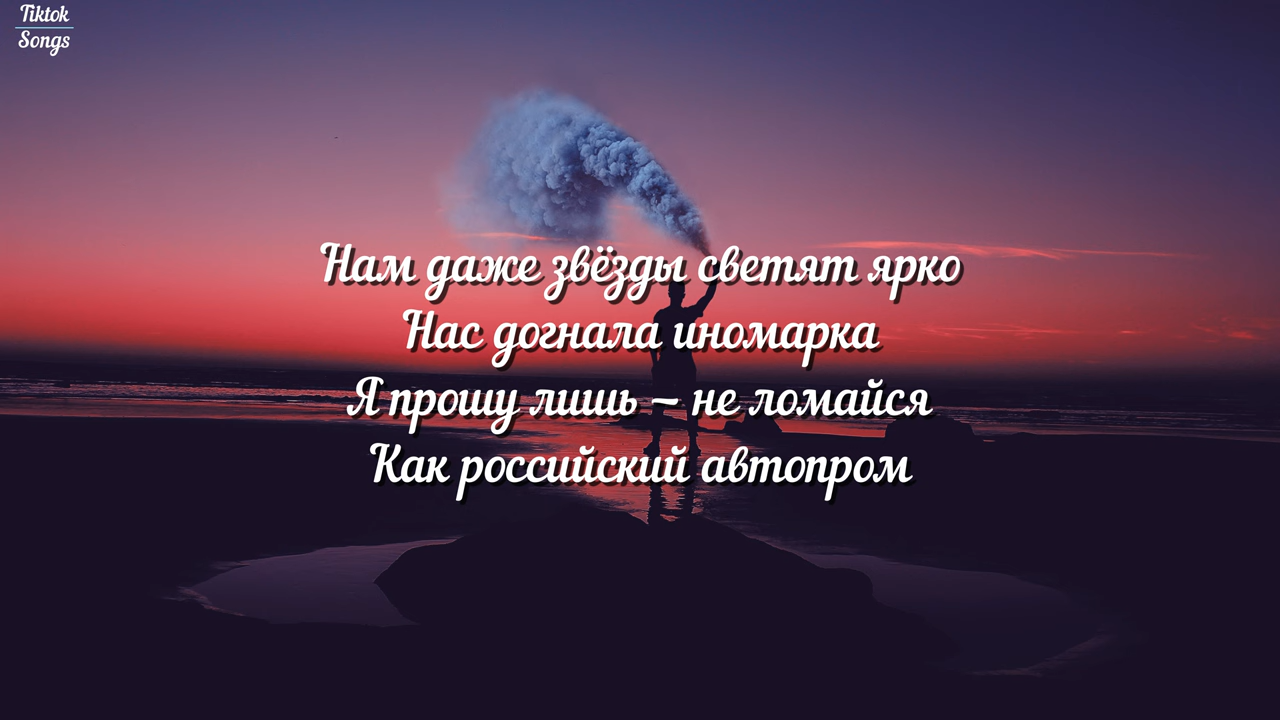 Tiktok
Songs
Нам даже звёзды светят ярко
Нас догнала иномарка
Я прошу лишь – не ломайся
Как российский автопром